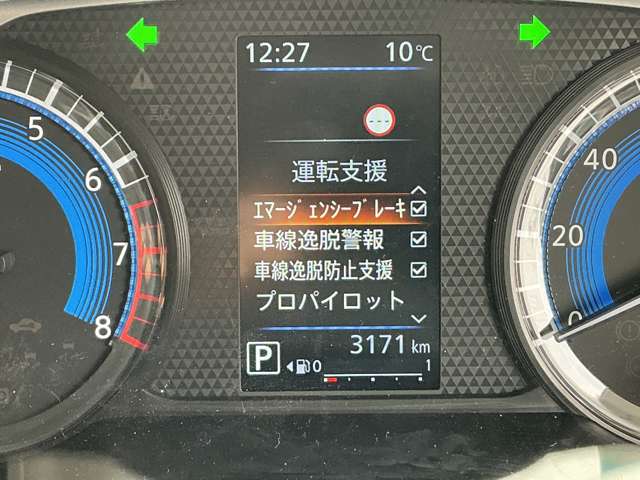 12:27 10℃
---
運転支援
ｴﾏｰｼﾞｪﾝｼｰﾌﾞﾚｰｷ
車線逸脱警報
車線逸脱防止支援
プロパイロット
3171 km
P 0 1
5
6
7
8
40
20
0